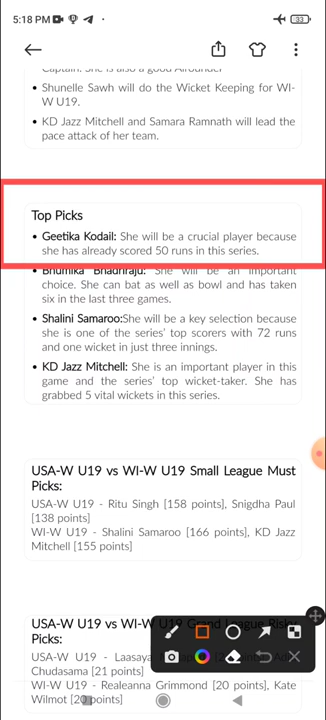 5:18 PM
33
Captain. She is also a good Allrounder
• Shunelle Sawh will do the Wicket Keeping for WI-
W U19.
• KD Jazz Mitchell and Samara Ramnath will lead the
pace attack of her team.
Top Picks
• Geetika Kodail: She will be a crucial player because
she has already scored 50 runs in this series.
• Bhumika Bhadriraju: She will be an important
choice. She can bat as well as bowl and has taken
six in the last three games.
• Shalini Samaroo:She will be a key selection because
she is one of the series' top scorers with 72 runs
and one wicket in just three innings.
• KD Jazz Mitchell: She is an important player in this
game and the series' top wicket-taker. She has
grabbed 5 vital wickets in this series.
USA-W U19 vs WI-W U19 Small League Must
Picks:
USA-W U19 - Ritu Singh [158 points], Snigdha Paul
[138 points]
WI-W U19 - Shalini Samaroo [166 points], KD Jazz
Mitchell [155 points]
USA-W U19 vs WI-W U19 Grand League Risky
Picks:
USA-W U19 - Laasaya
Chudasama [21 points]
WI-W U19 - Realeanna Grimmond [20 points], Kate
Wilmot [20 points]